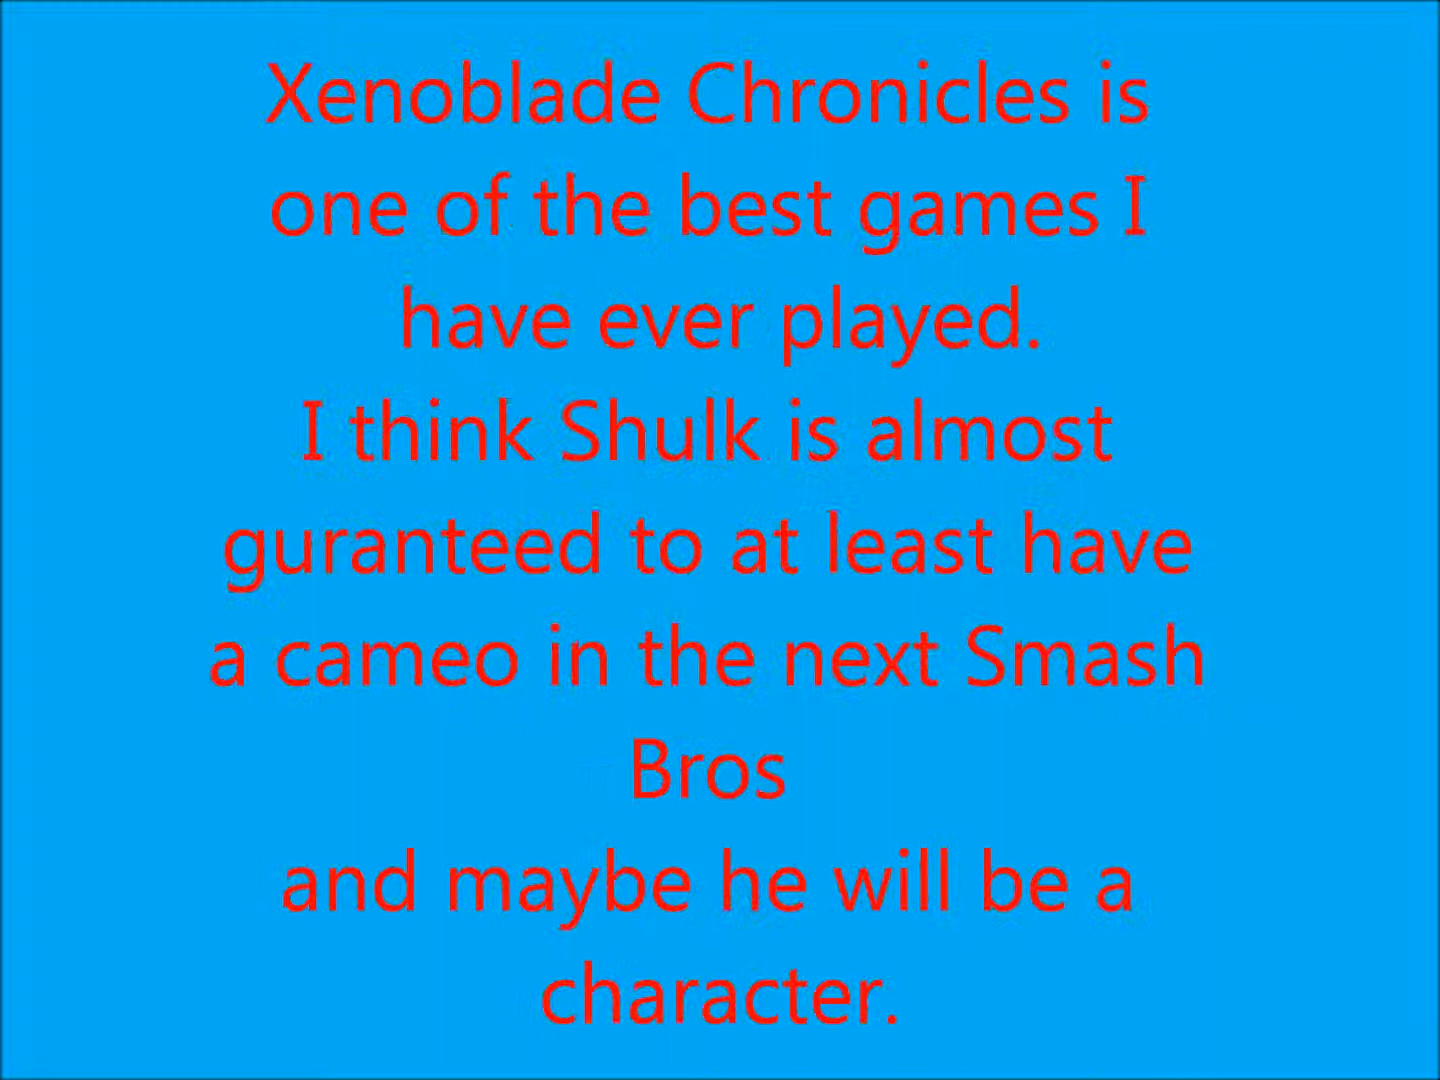 Xenoblade Chronicles is
one of the best games I
have ever played.
I think Shulk is almost
guranteed to at least have
a cameo in the next Smash
Bros
and maybe he will be a
character.